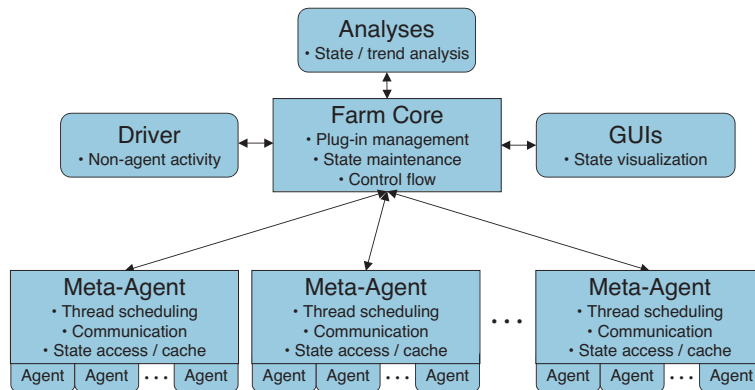 Analyses
• State / trend analysis
Farm Core
• Plug-in management
• State maintenance
• Control flow
Driver
• Non-agent activity
GUIs
• State visualization
Meta-Agent
• Thread scheduling
• Communication
• State access / cache
Agent Agent ... Agent
Meta-Agent
• Thread scheduling
• Communication
• State access / cache
Agent Agent ... Agent
...
Meta-Agent
• Thread scheduling
• Communication
• State access / cache
Agent Agent ... Agent